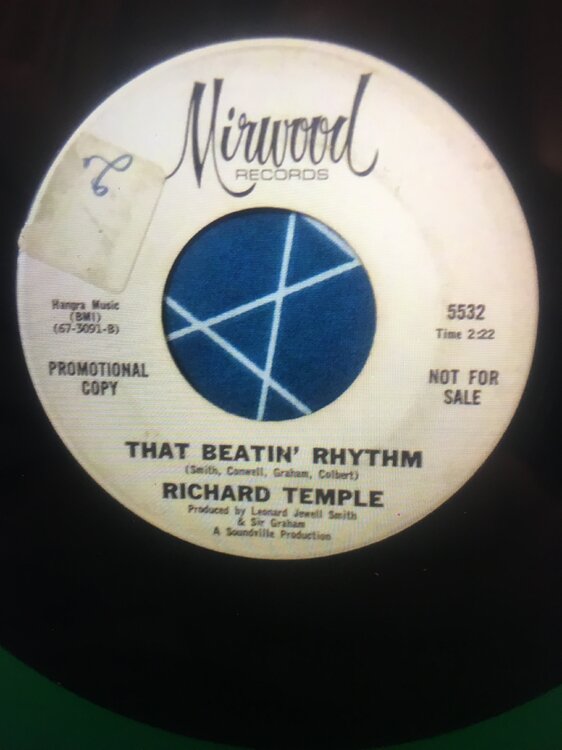 2
Mirwood
RECORDS
Hangra Music
(BMI)
(67-3091-B)
PROMOTIONAL
COPY
5532
Time 2:22
NOT FOR
SALE
THAT BEATIN' RHYTHM
(Smith, Conwell, Graham, Colbert)
RICHARD TEMPLE
Produced by Leonard Jewell Smith
& Sir Graham
A Soundville Production